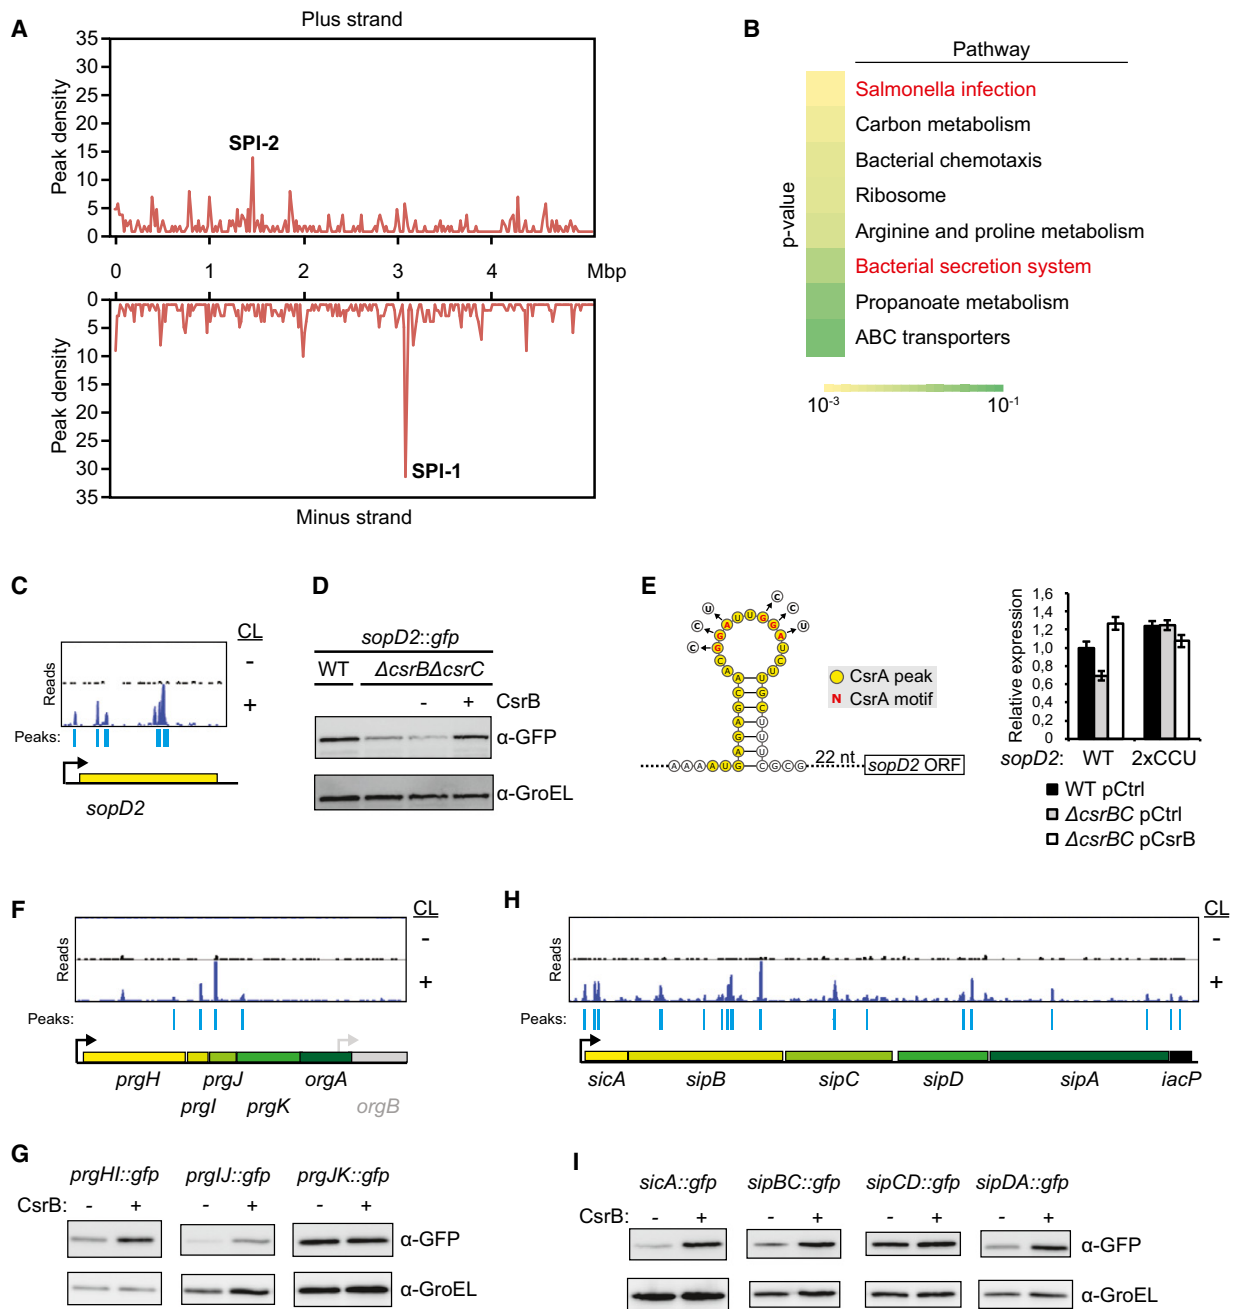 A
Plus strand
Peak density
35
30
25
20
15
10
5
0
SPI-2
0 1 2 3 4 Mbp
Peak density
0
5
10
15
20
25
30
35
SPI-1
Minus strand
B
Pathway
p-value
Salmonella infection
Carbon metabolism
Bacterial chemotaxis
Ribosome
Arginine and proline metabolism
Bacterial secretion system
Propanoate metabolism
ABC transporters
10-3 10-1
C
CL
-
+
Reads
Peaks:
sopD2
D
sopD2::gfp
WT ΔcsrBΔcsrC
- + CsrB
α-GFP
α-GroEL
E
C C U C C U
G G A U U G G A
CsrA peak
N CsrA motif
A A A A U G C G C G
22 nt
sopD2 ORF
Relative expression
1,6
1,4
1,2
1,0
0,8
0,6
0,4
0,2
0
sopD2: WT 2xCCU
WT pCtrl
ΔcsrBC pCtrl
ΔcsrBC pCsrB
F
CL
-
+
Reads
Peaks:
prgH prgJ orgA
prgI prgK orgB
H
CL
-
+
Reads
Peaks:
sicA sipB sipC sipD sipA iacP
G
prgHI::gfp prgIJ::gfp prgJK::gfp
CsrB: - + - + - +
α-GFP
α-GroEL
I
sicA::gfp sipBC::gfp sipCD::gfp sipDA::gfp
CsrB: - + - + - + - +
α-GFP
α-GroEL